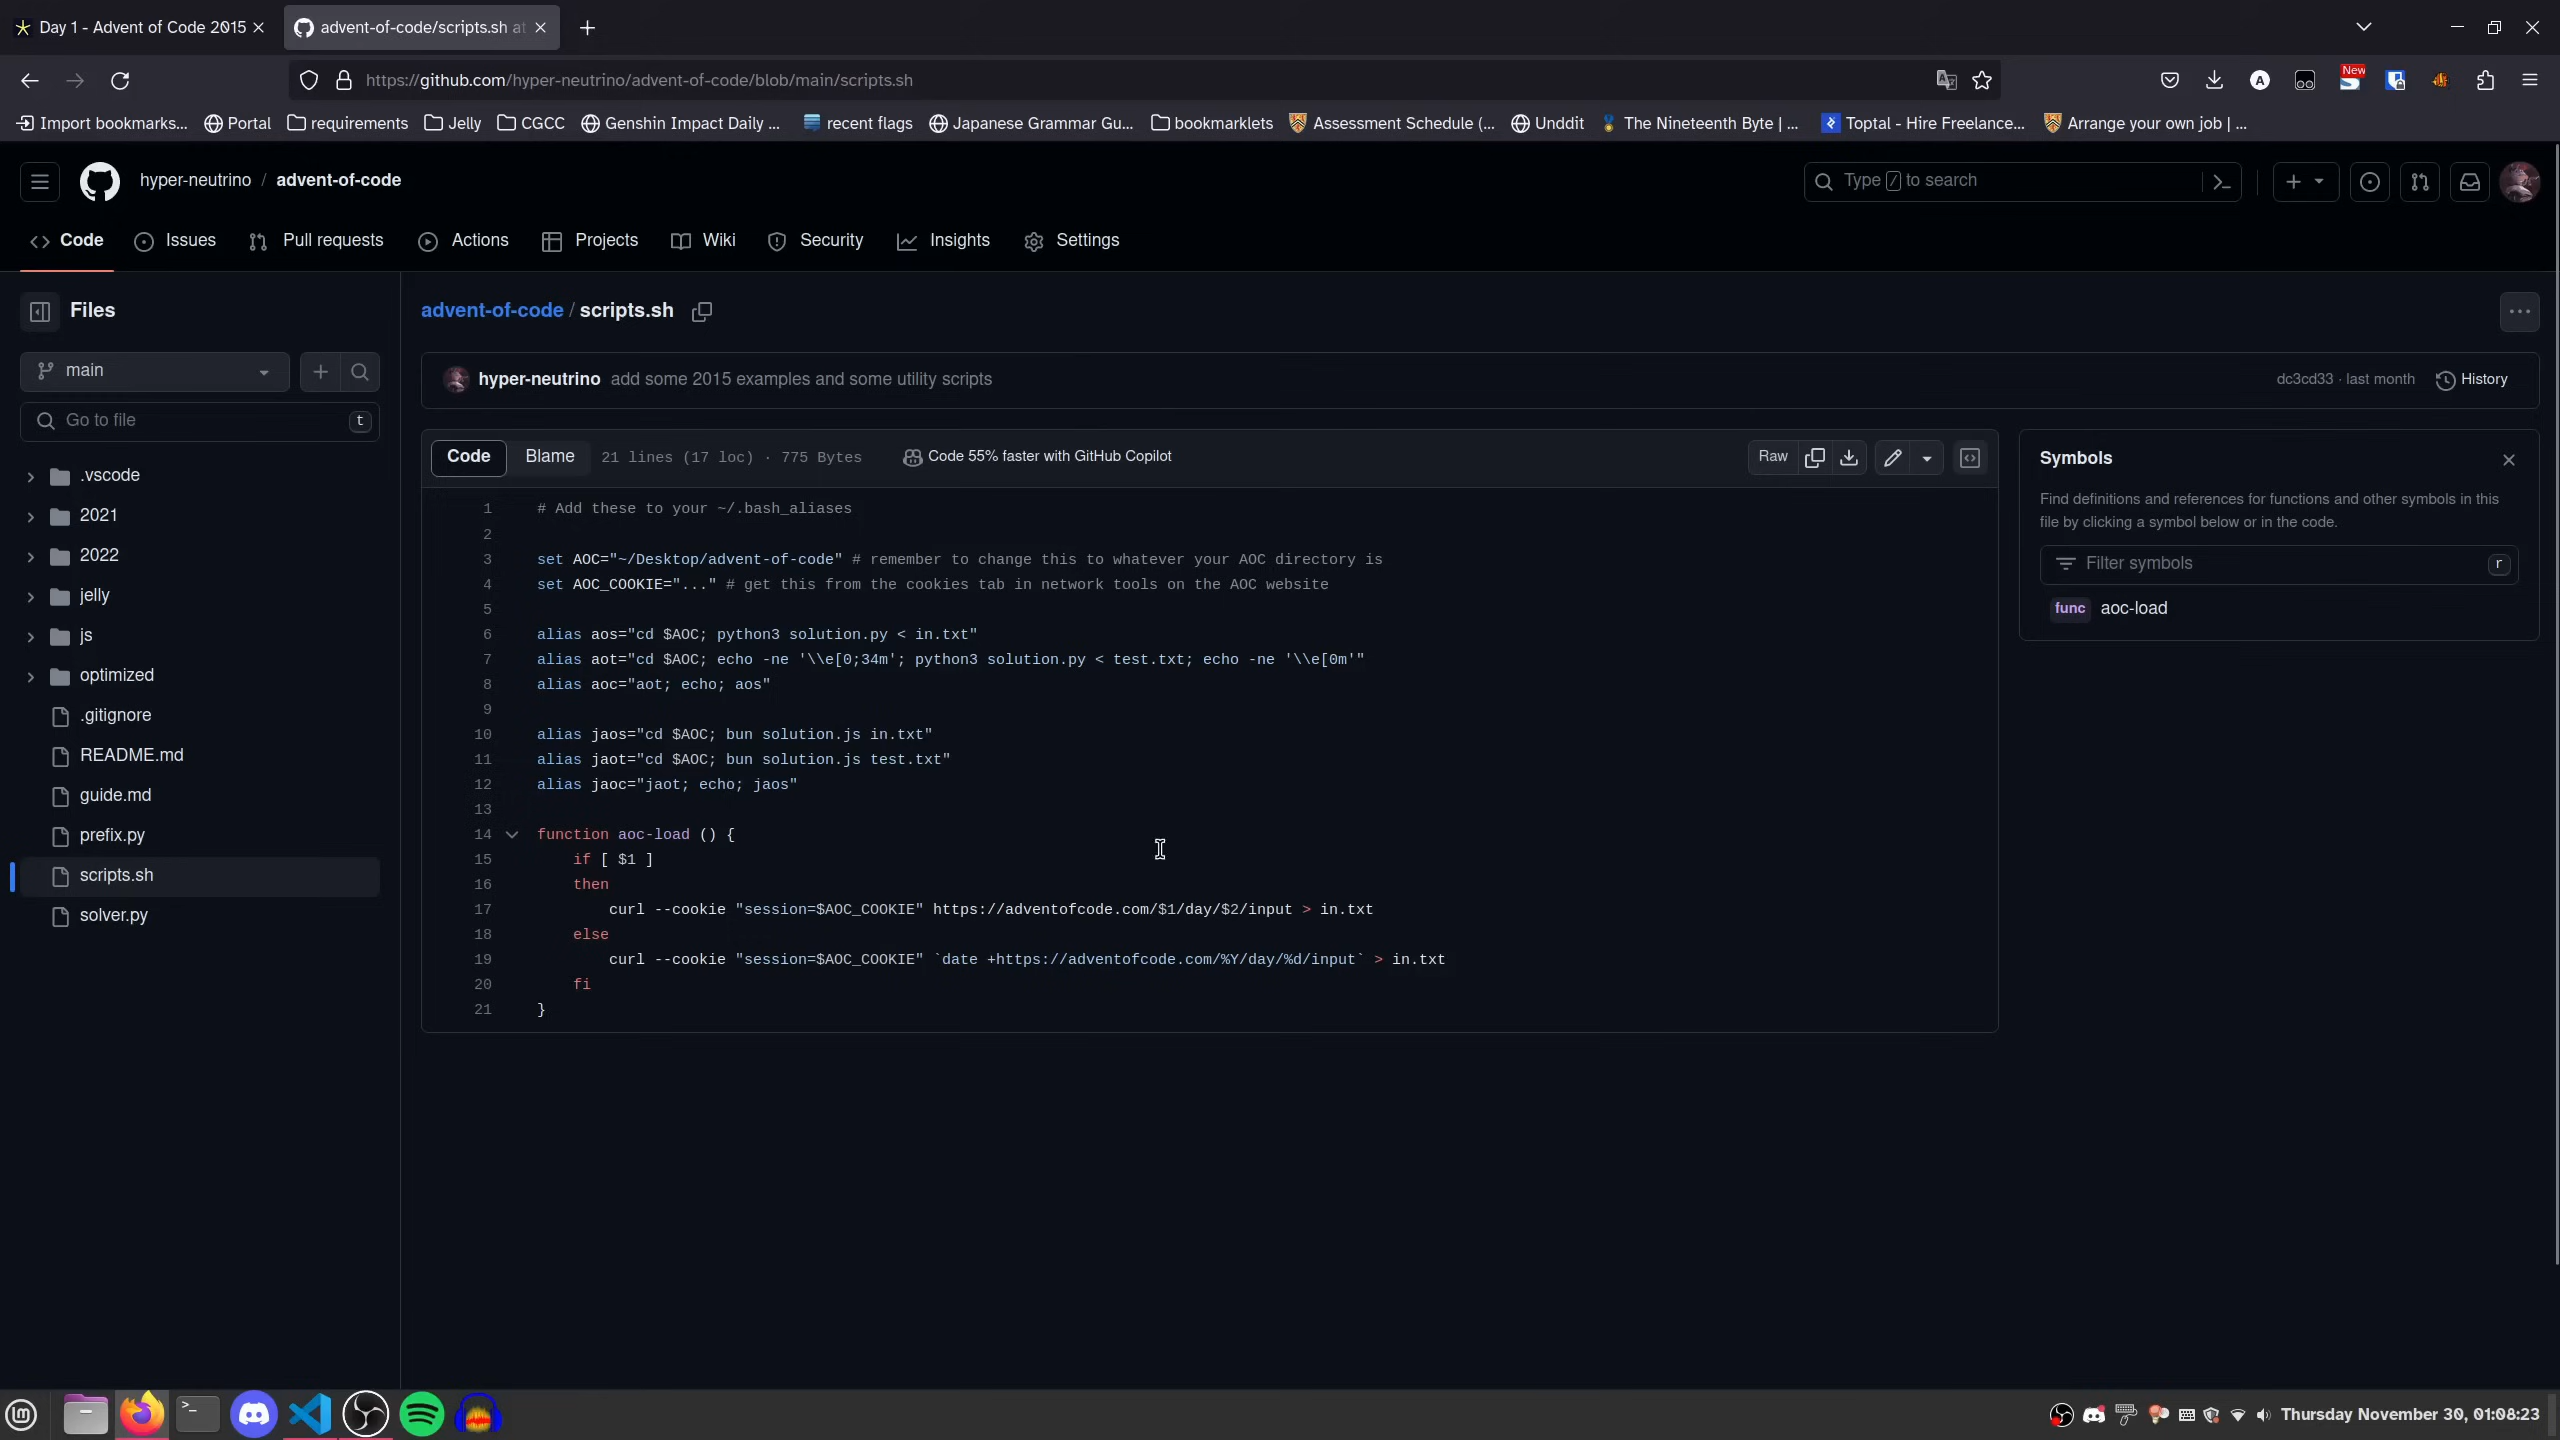 Day 1 - Advent of Code 2015
advent-of-code/scripts.sh at
https://github.com/hyper-neutrino/advent-of-code/blob/main/scripts.sh
New
Import bookmarks...
Portal
requirements
Jelly
CGCC
Genshin Impact Daily ...
recent flags
Japanese Grammar Gu...
bookmarklets
Assessment Schedule (...
Unddit
The Nineteenth Byte | ...
Toptal - Hire Freelance...
Arrange your own job | ...
hyper-neutrino / advent-of-code
Type / to search
Code
Issues
Pull requests
Actions
Projects
Wiki
Security
Insights
Settings
Files
main
Go to file
t
.vscode
2021
2022
jelly
js
optimized
.gitignore
README.md
guide.md
prefix.py
scripts.sh
solver.py
advent-of-code / scripts.sh
hyper-neutrino add some 2015 examples and some utility scripts
dc3cd33 · last month
History
Code
Blame
21 lines (17 loc) · 775 Bytes
Code 55% faster with GitHub Copilot
Raw
1 # Add these to your ~/.bash_aliases
2
3 set AOC="~/Desktop/advent-of-code" # remember to change this to whatever your AOC directory is
4 set AOC_COOKIE="..." # get this from the cookies tab in network tools on the AOC website
5
6 alias aos="cd $AOC; python3 solution.py < in.txt"
7 alias aot="cd $AOC; echo -ne '\\e[0;34m'; python3 solution.py < test.txt; echo -ne '\\e[0m'"
8 alias aoc="aot; echo; aos"
9
10 alias jaos="cd $AOC; bun solution.js in.txt"
11 alias jaot="cd $AOC; bun solution.js test.txt"
12 alias jaoc="jaot; echo; jaos"
13
14 function aoc-load () {
15 if [ $1 ]
16 then
17 curl --cookie "session=$AOC_COOKIE" https://adventofcode.com/$1/day/$2/input > in.txt
18 else
19 curl --cookie "session=$AOC_COOKIE" `date +https://adventofcode.com/%Y/day/%d/input` > in.txt
20 fi
21 }
Symbols
Find definitions and references for functions and other symbols in this
file by clicking a symbol below or in the code.
Filter symbols
r
func aoc-load
Thursday November 30, 01:08:23